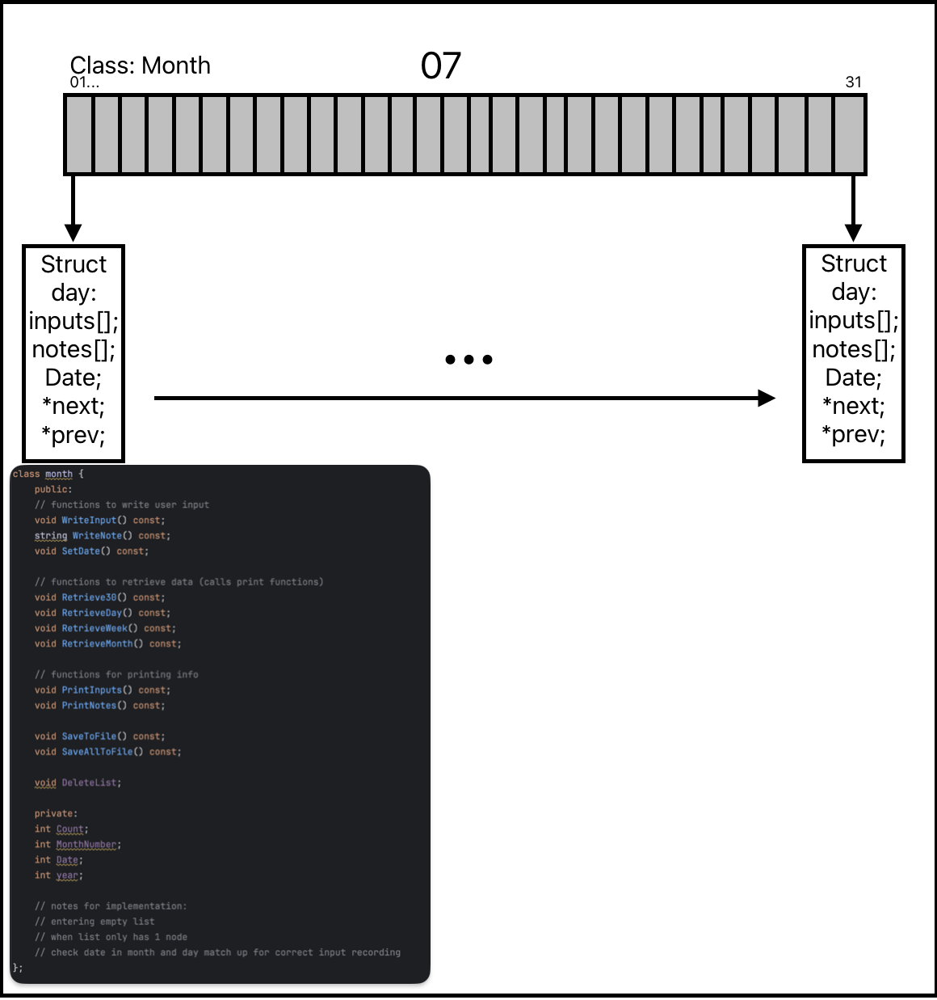 Class: Month
07
01...
31
Struct
day:
inputs[];
notes[];
Date;
*next;
*prev;
...
Struct
day:
inputs[];
notes[];
Date;
*next;
*prev;
class month {
public:
// functions to write user input
void WriteInput() const;
string WriteNote() const;
void SetDate() const;
// functions to retrieve data (calls print functions)
void Retrieve30() const;
void RetrieveDay() const;
void RetrieveWeek() const;
void RetrieveMonth() const;
// functions for printing info
void PrintInputs() const;
void PrintNotes() const;
void SaveToFile() const;
void SaveAllToFile() const;
void DeleteList;
private:
int Count;
int MonthNumber;
int Date;
int year;
// notes for implementation:
// entering empty list
// when list only has 1 node
// check date in month and day match up for correct input recording
};